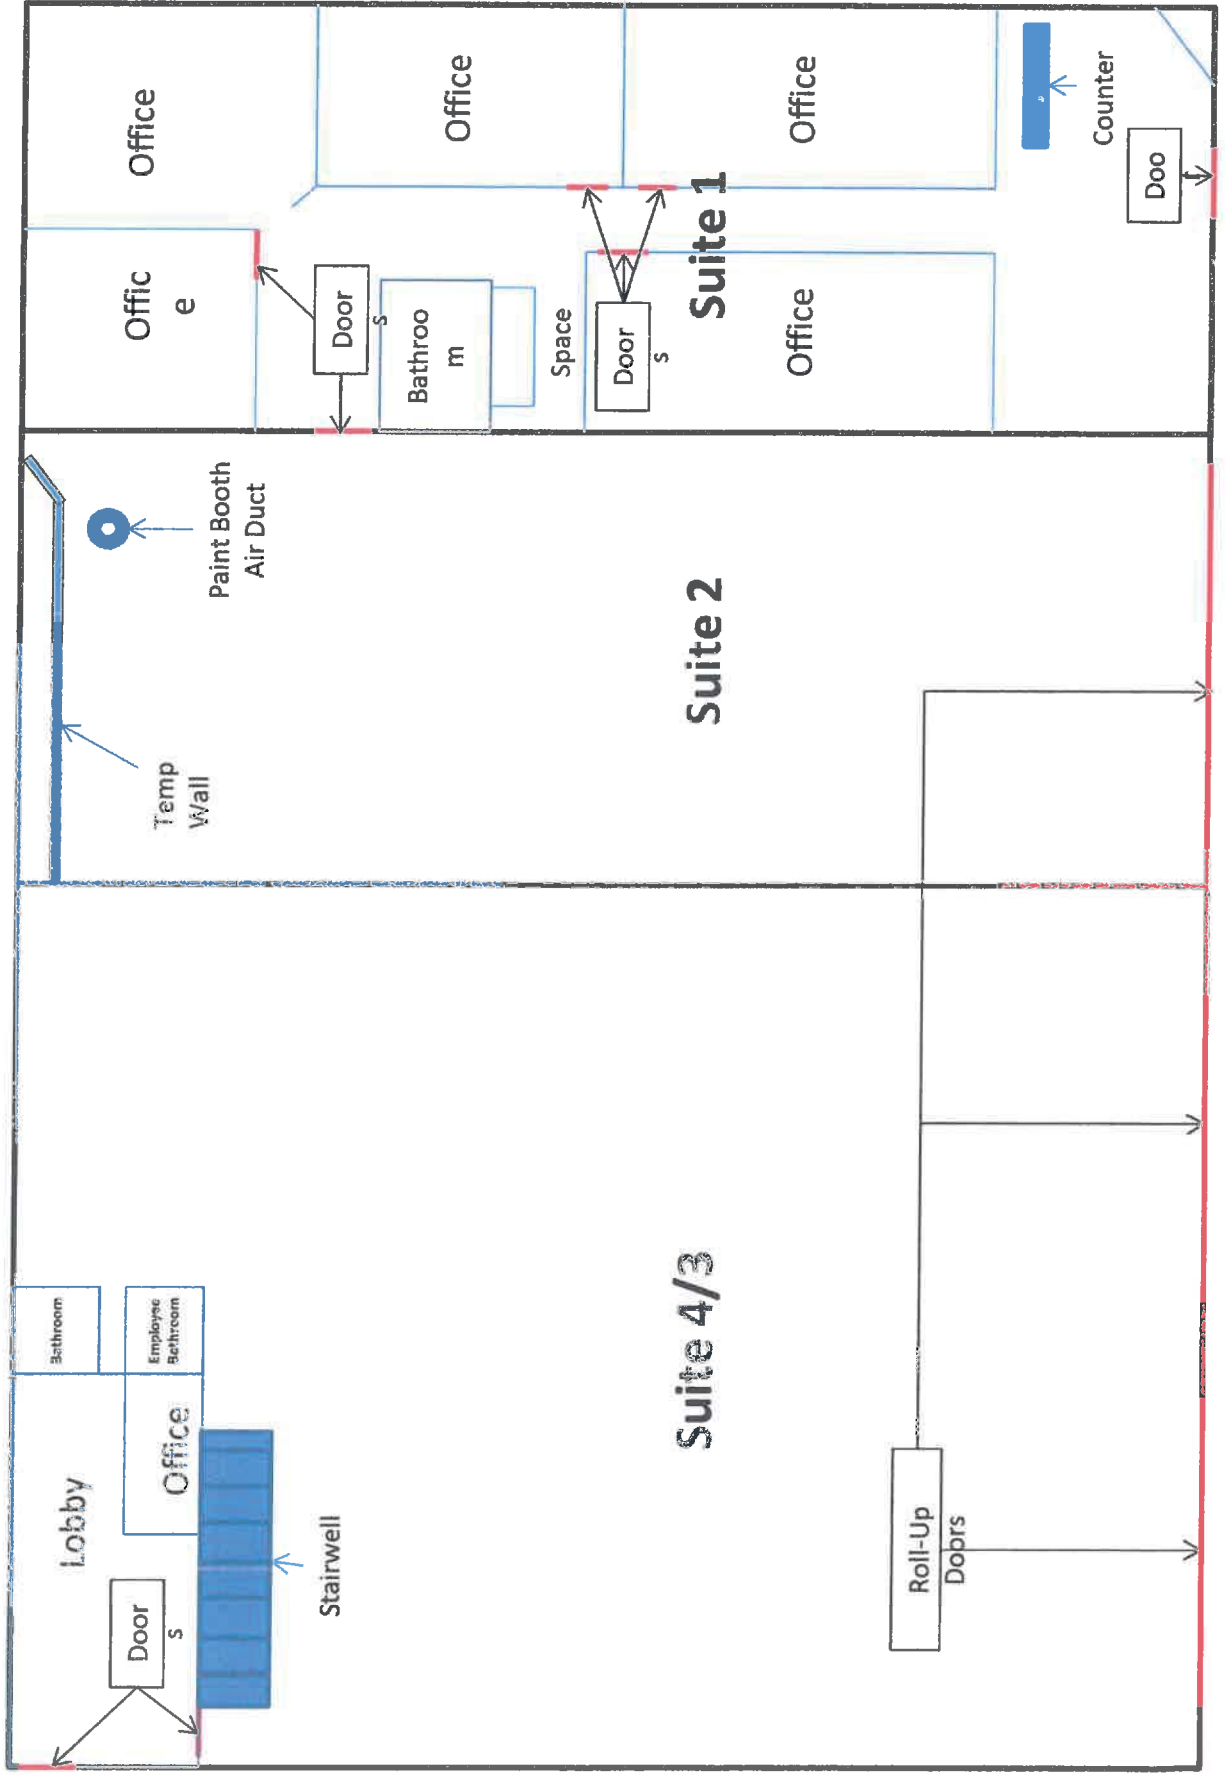 Office
Office
Office
Counter
Doo
r
Offic
e
Door
s
Bathroo
m
Space
Door
s
Suite 1
Office
Paint Booth
Air Duct
Suite 2
Temp
Wall
Bathroom
Employee
Bathroom
Office
Lobby
Door
s
Stairwell
Suite 4/3
Roll-Up
Doors